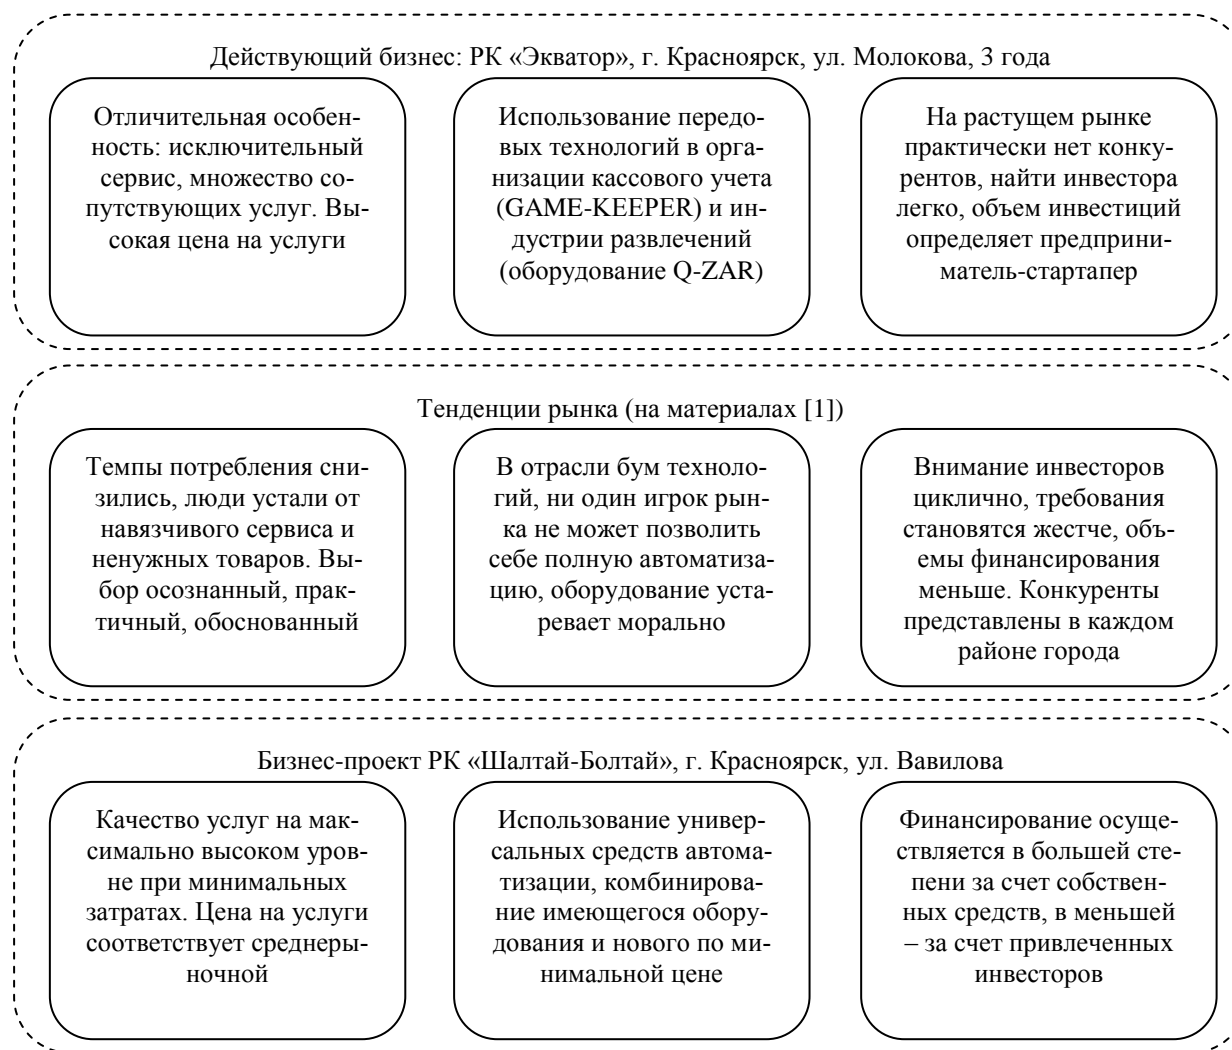 Действующий бизнес: РК «Экватор», г. Красноярск, ул. Молокова, 3 года
Отличительная особен-
ность: исключительный
сервис, множество со-
путствующих услуг. Вы-
сокая цена на услуги
Использование передо-
вых технологий в орга-
низации кассового учета
(GAME-KEEPER) и ин-
дустрии развлечений
(оборудование Q-ZAR)
На растущем рынке
практически нет конку-
рентов, найти инвестора
легко, объем инвестиций
определяет предприни-
матель-стартапер
Тенденции рынка (на материалах [1])
Темпы потребления сни-
зились, люди устали от
навязчивого сервиса и
ненужных товаров. Вы-
бор осознанный, прак-
тичный, обоснованный
В отрасли бум техноло-
гий, ни один игрок рын-
ка не может позволить
себе полную автоматиза-
цию, оборудование уста-
ревает морально
Внимание инвесторов
циклично, требования
становятся жестче, объ-
емы финансирования
меньше. Конкуренты
представлены в каждом
районе города
Бизнес-проект РК «Шалтай-Болтай», г. Красноярск, ул. Вавилова
Качество услуг на мак-
симально высоком уров-
не при минимальных
затратах. Цена на услуги
соответствует среднеры-
ночной
Использование универ-
сальных средств автома-
тизации, комбинирова-
ние имеющегося обору-
дования и нового по ми-
нимальной цене
Финансирование осуще-
ствляется в большей сте-
пени за счет собствен-
ных средств, в меньшей
– за счет привлеченных
инвесторов